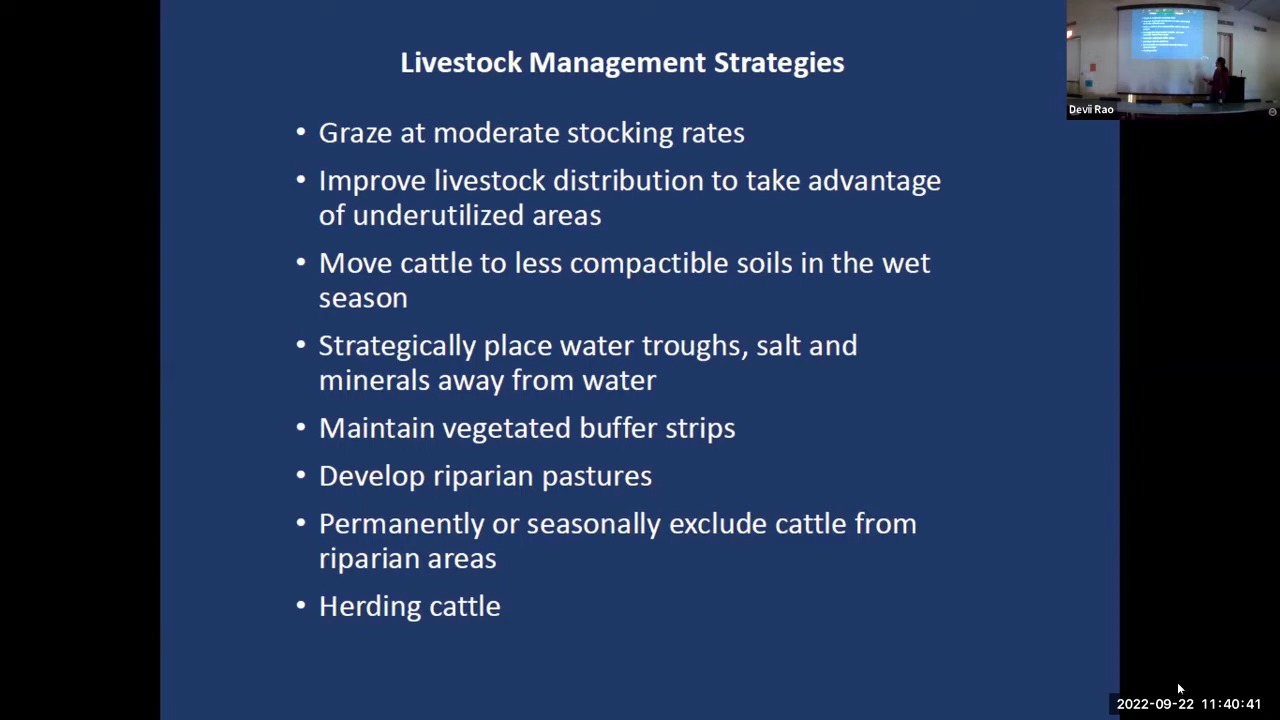 Livestock Management Strategies
• Graze at moderate stocking rates
• Improve livestock distribution to take advantage
of underutilized areas
• Move cattle to less compactible soils in the wet
season
• Strategically place water troughs, salt and
minerals away from water
• Maintain vegetated buffer strips
• Develop riparian pastures
• Permanently or seasonally exclude cattle from
riparian areas
• Herding cattle
Devii Rao
2022-09-22 11:40:41